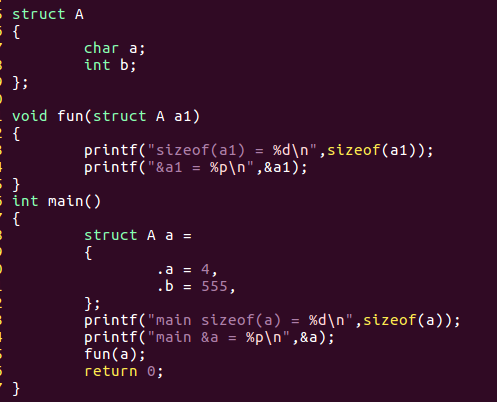 struct A
{
        char a;
        int b;
};

void fun(struct A a1)
{
        printf("sizeof(a1) = %d\n",sizeof(a1));
        printf("&a1 = %p\n",&a1);
}
int main()
{
        struct A a =
        {
                .a = 4,
                .b = 555,
        };
        printf("main sizeof(a) = %d\n",sizeof(a));
        printf("main &a = %p\n",&a);
        fun(a);
        return 0;
}